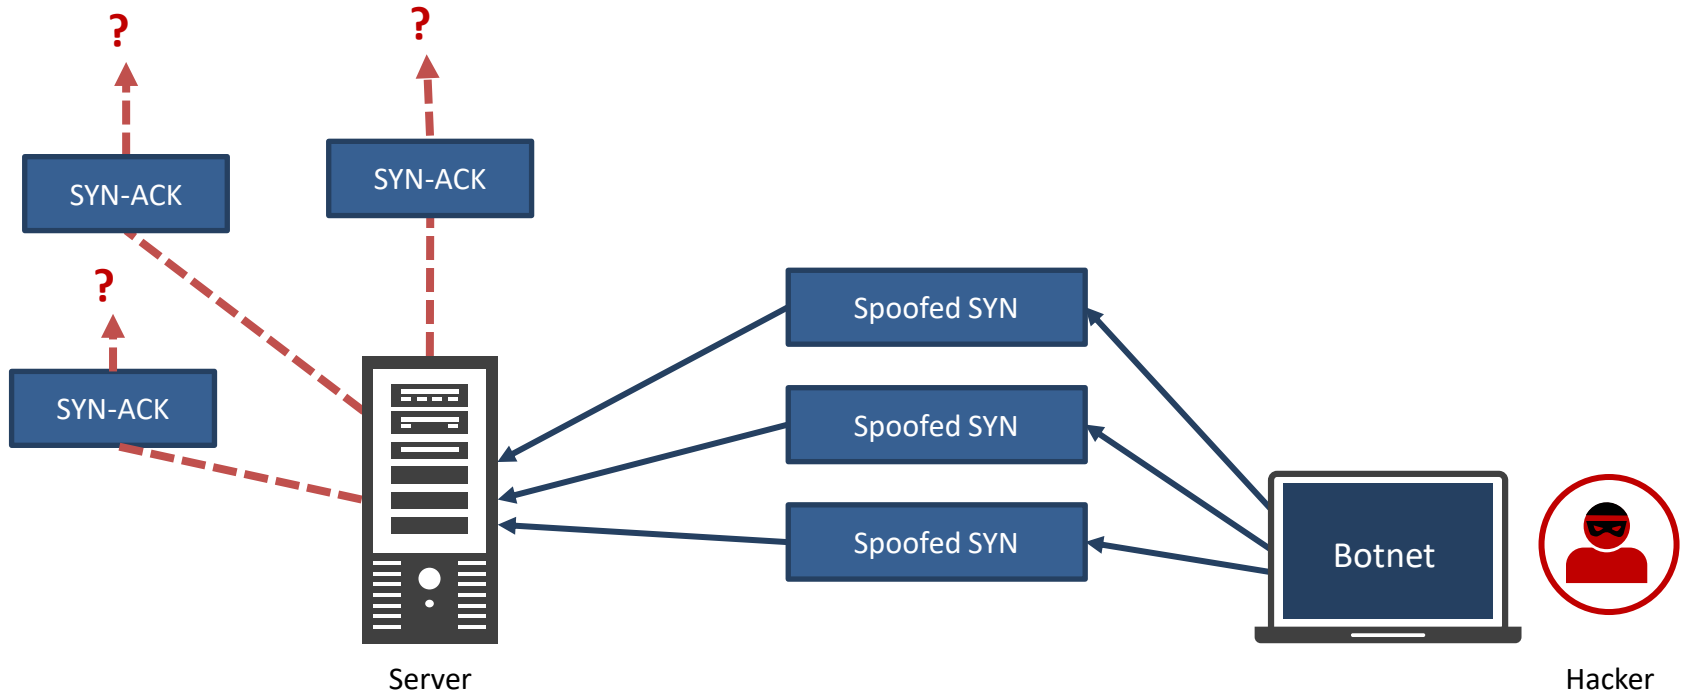 ?
?
SYN-ACK
SYN-ACK
?
SYN-ACK
Spoofed SYN
Spoofed SYN
Spoofed SYN
Botnet
Server
Hacker